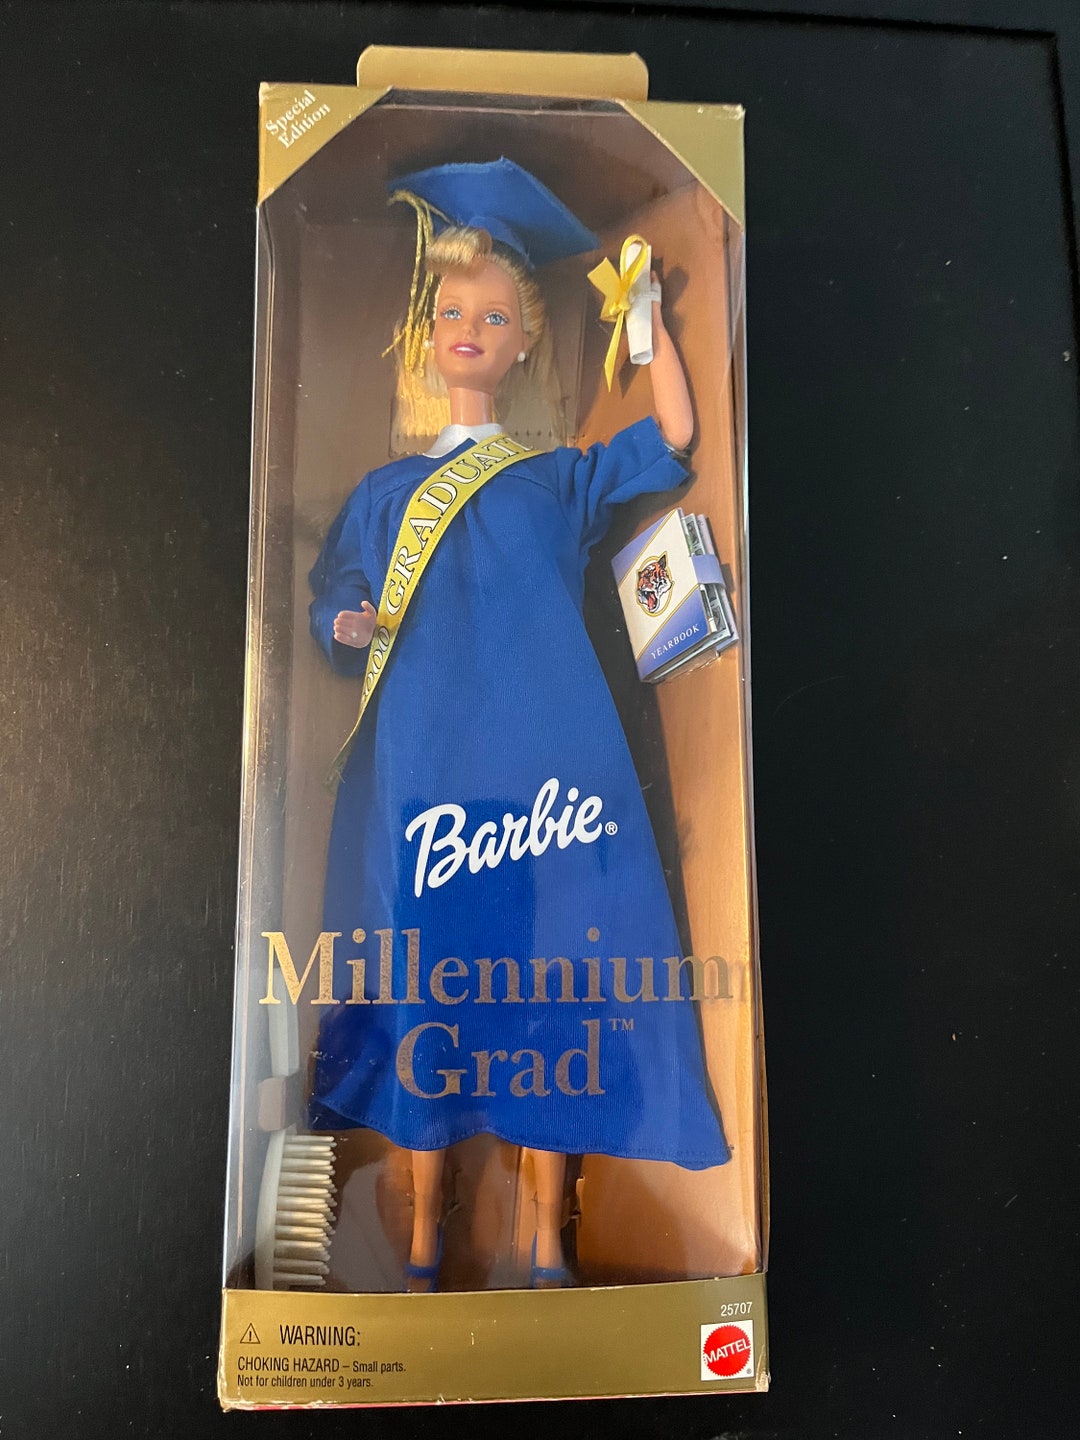 Special
Edition
2000 GRADUATI
YEARBOOK
Barbie®
Millennium
Grad™
25707
⚠ WARNING:
MATTEL®
CHOKING HAZARD – Small parts.
Not for children under 3 years.